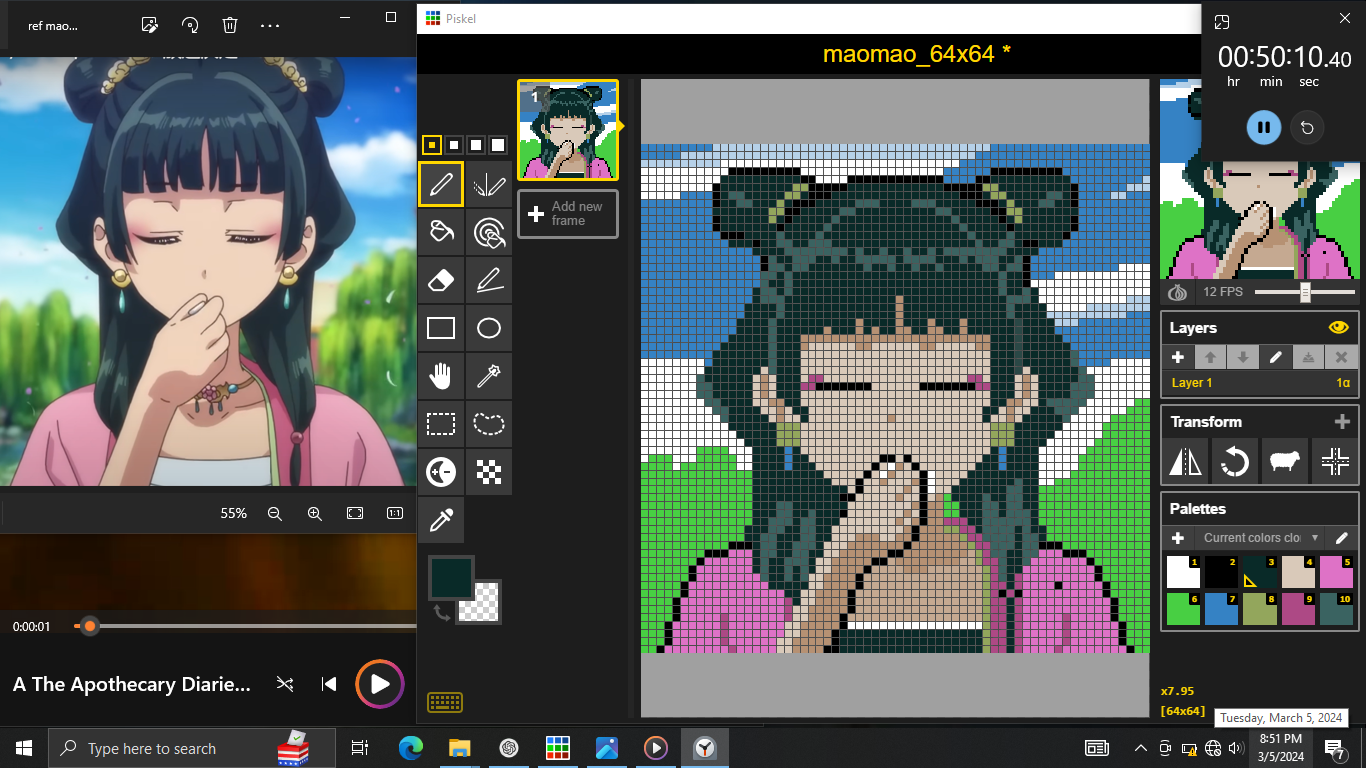 ref mao...
Piskel
maomao_64x64 *
00:50:10.40
hr min sec
1
Add new
frame
12 FPS
Layers
Layer 1 1α
Transform
Palettes
Current colors clo
1 2 3 4 5
6 7 8 9 10
55%
1:1
0:00:01
A The Apothecary Diarie...
x7.95
[64x64]
Tuesday, March 5, 2024
Type here to search
8:51 PM
3/5/2024
7